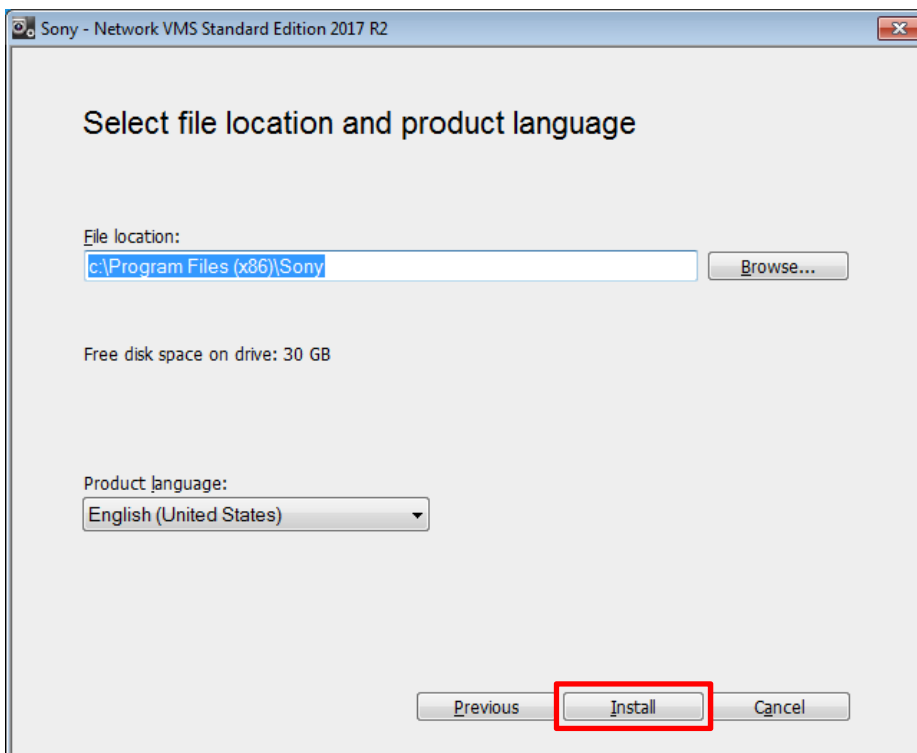 Sony - Network VMS Standard Edition 2017 R2
Select file location and product language
File location:
c:\Program Files (x86)\Sony
Browse...
Free disk space on drive: 30 GB
Product language:
English (United States)
Previous Install Cancel